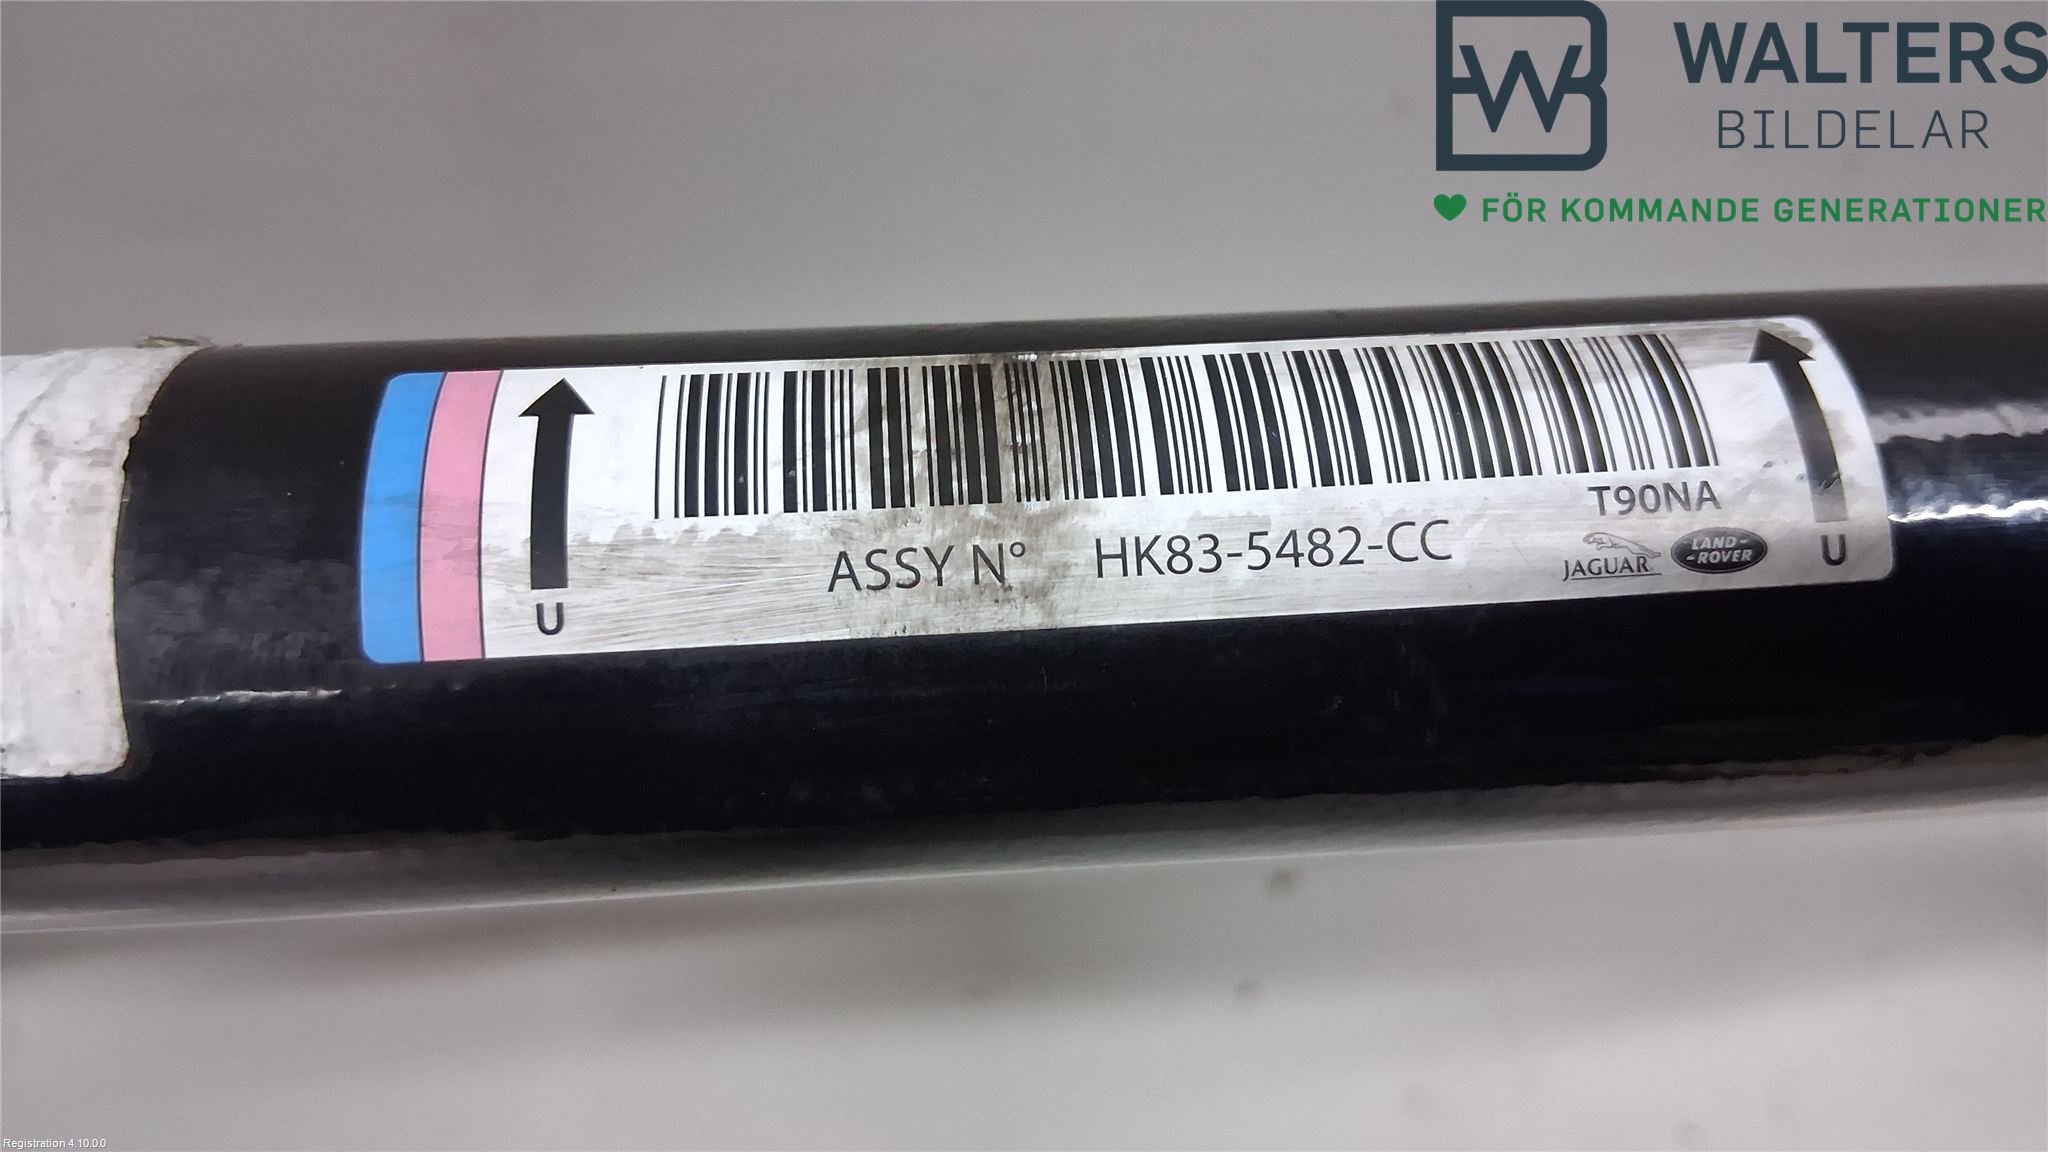 WALTERS
BILDELAR
FÖR KOMMANDE GENERATIONER
T90NA
ASSY N° HK83-5482-CC
JAGUAR
LAND-
-ROVER
U
U
Registration 4.10.0.0